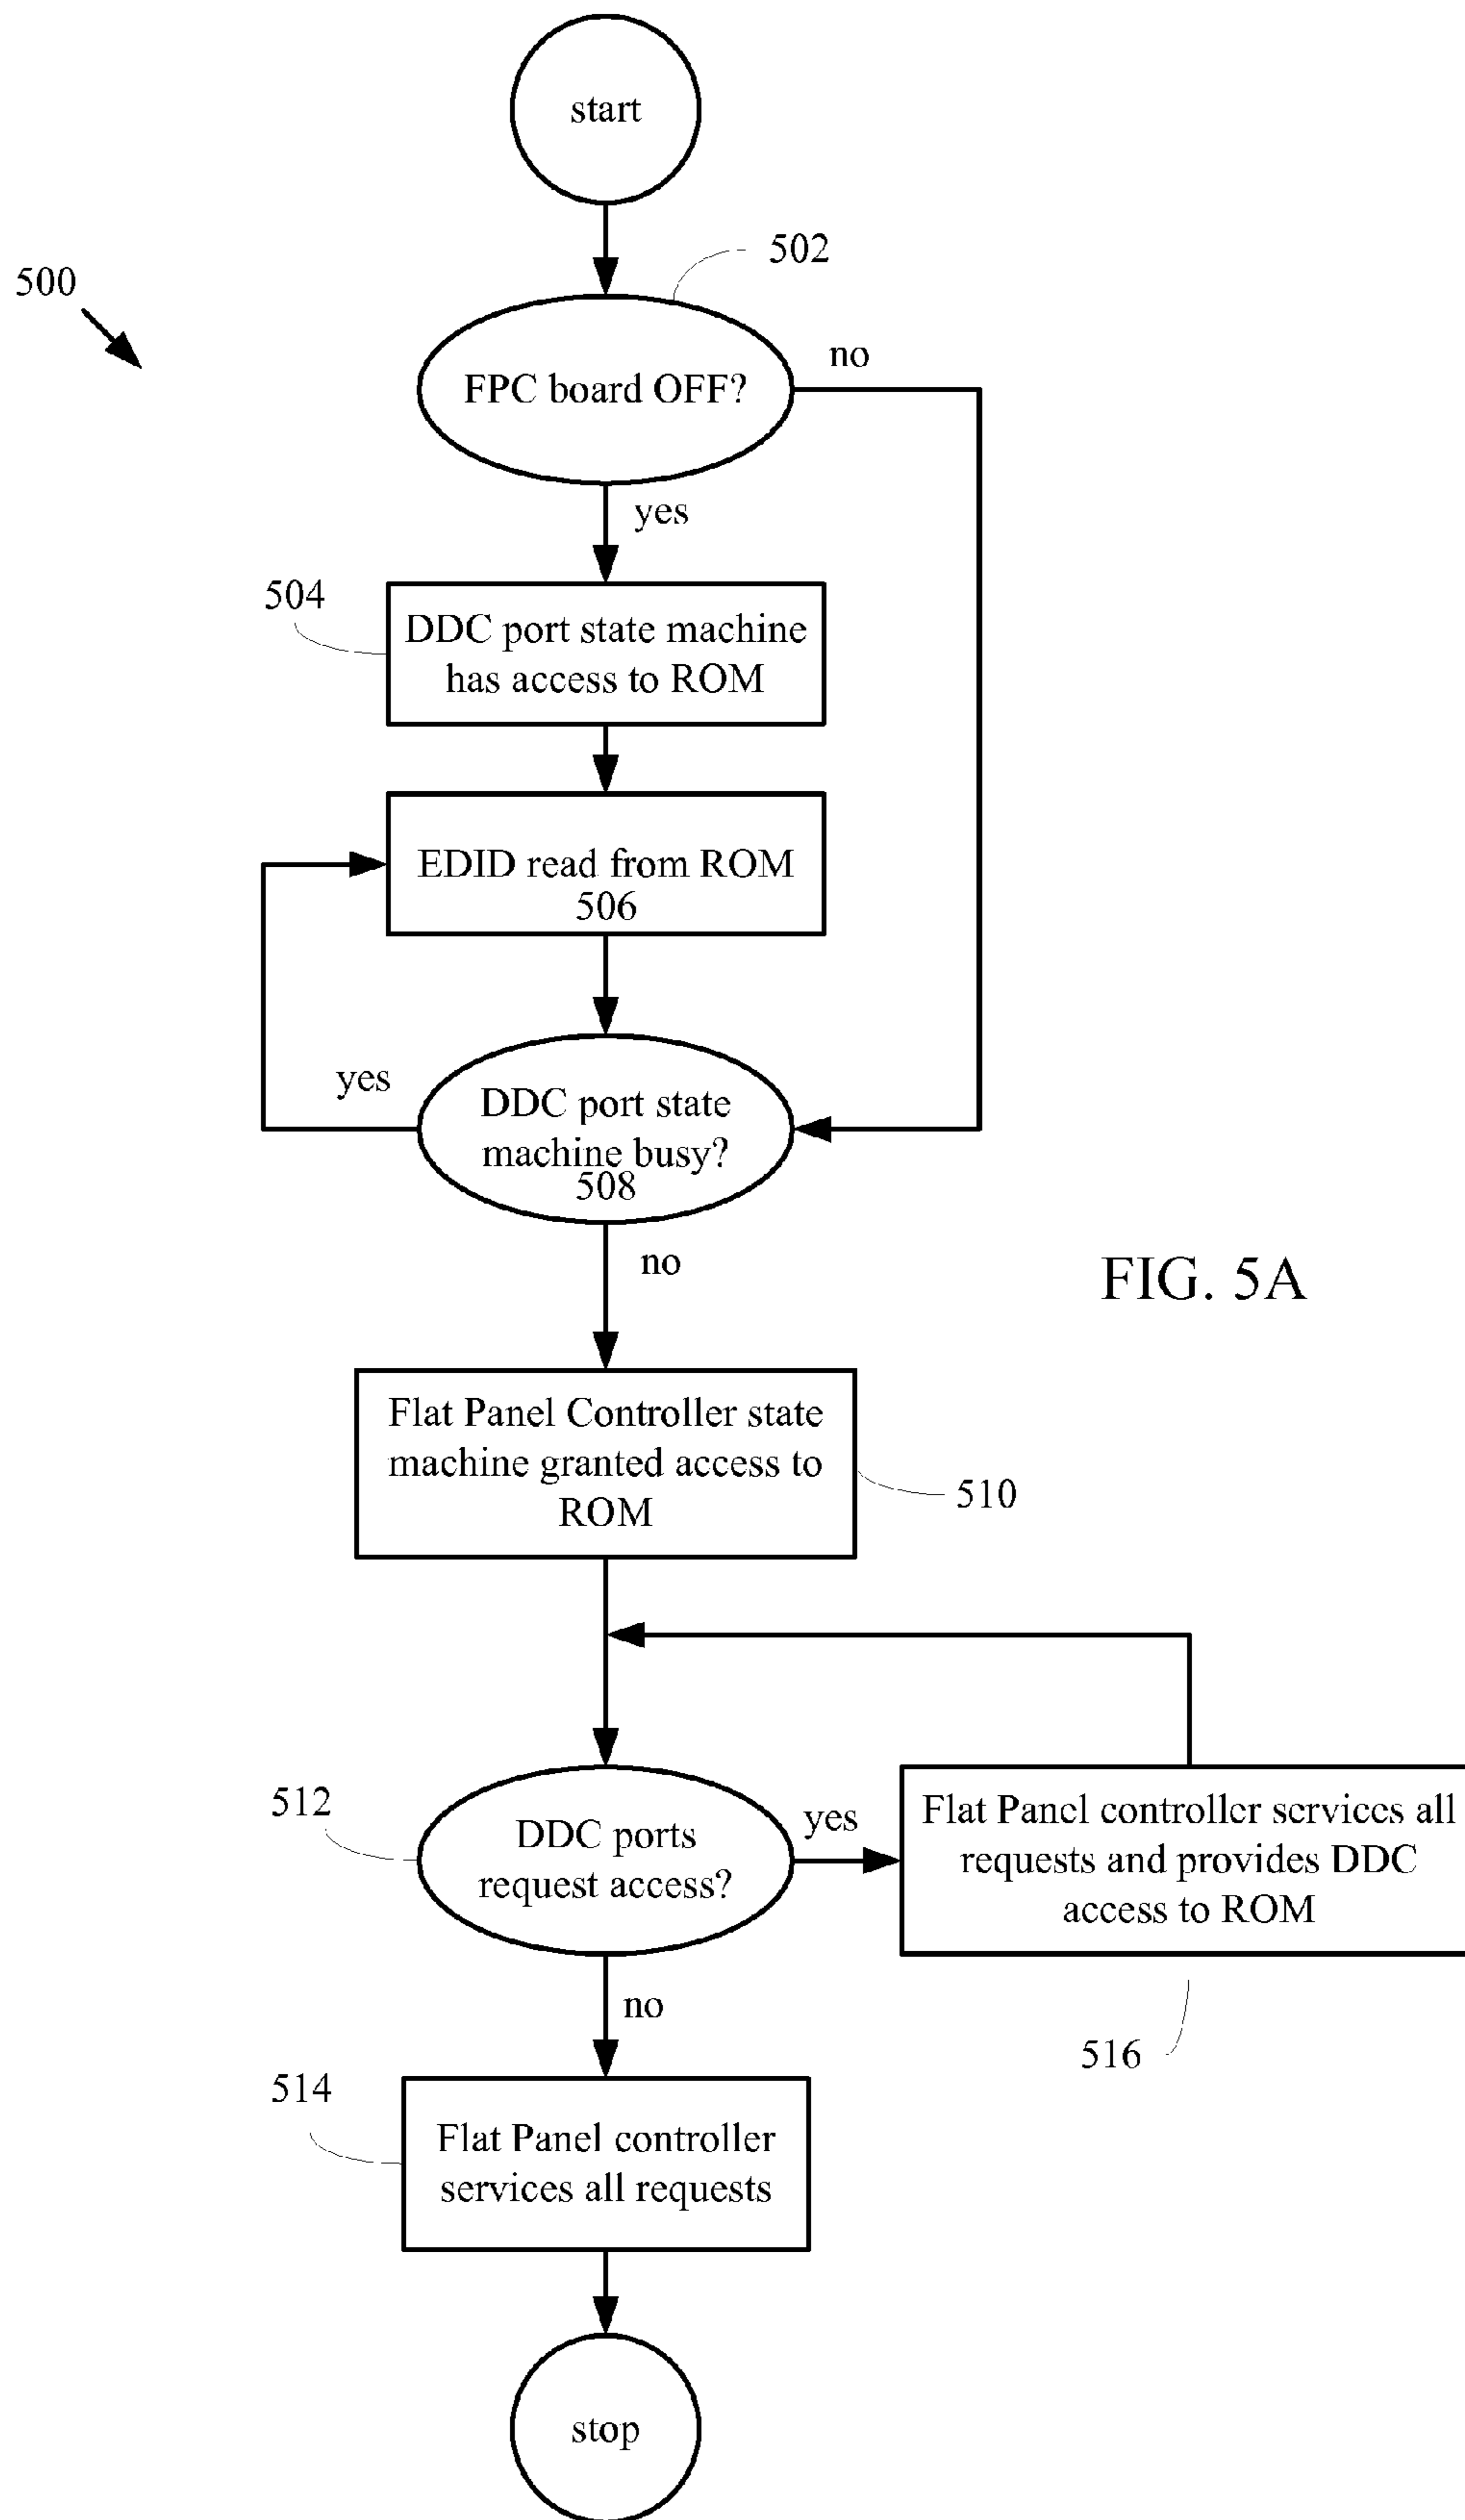 start
502
500
no
FPC board OFF?
yes
504
DDC port state machine
has access to ROM
EDID read from ROM
506
yes
DDC port state
machine busy?
508
no
FIG. 5A
Flat Panel Controller state
machine granted access to
ROM
510
512
DDC ports
request access?
yes
Flat Panel controller services all
requests and provides DDC
access to ROM
no
516
514
Flat Panel controller
services all requests
stop